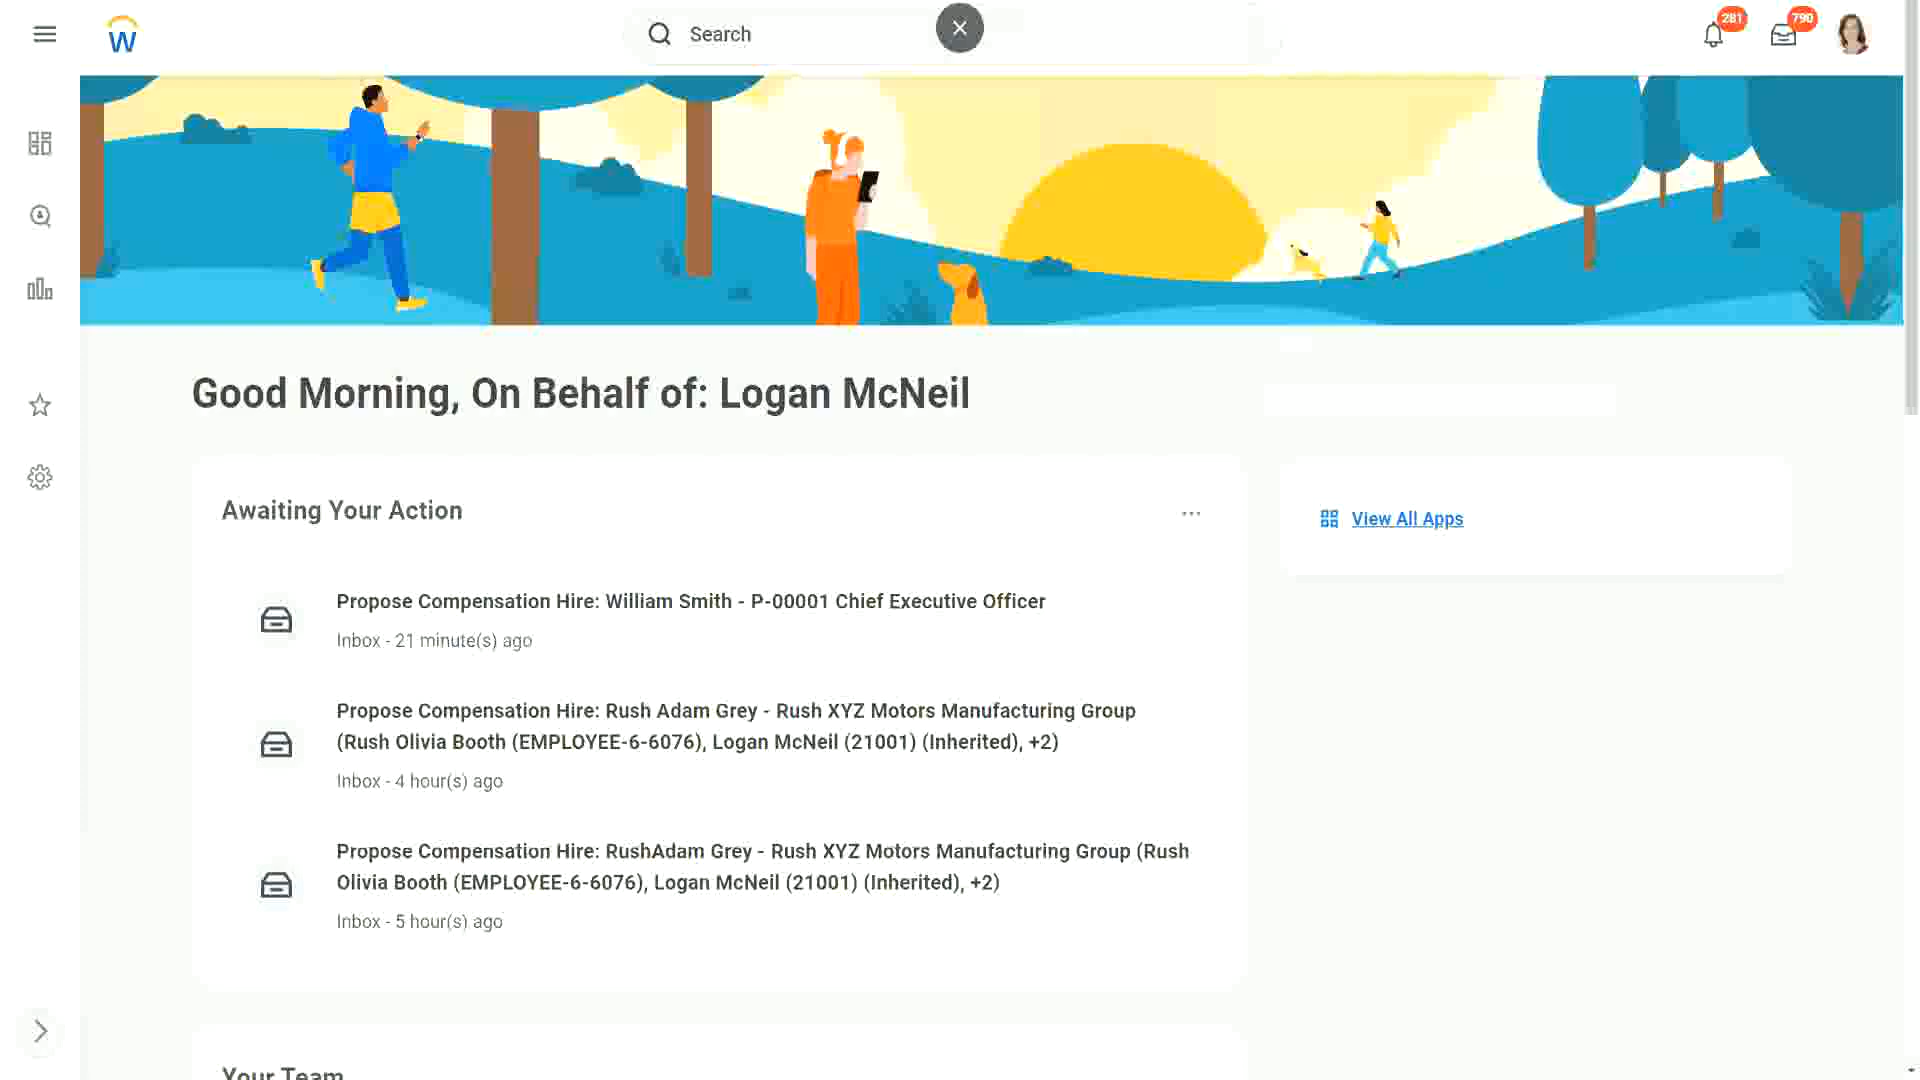 W
Search
281
790
Good Morning, On Behalf of: Logan McNeil
Awaiting Your Action
View All Apps
Propose Compensation Hire: William Smith - P-00001 Chief Executive Officer
Inbox - 21 minute(s) ago
Propose Compensation Hire: Rush Adam Grey - Rush XYZ Motors Manufacturing Group
(Rush Olivia Booth (EMPLOYEE-6-6076), Logan McNeil (21001) (Inherited), +2)
Inbox - 4 hour(s) ago
Propose Compensation Hire: RushAdam Grey - Rush XYZ Motors Manufacturing Group (Rush
Olivia Booth (EMPLOYEE-6-6076), Logan McNeil (21001) (Inherited), +2)
Inbox - 5 hour(s) ago
Your Team